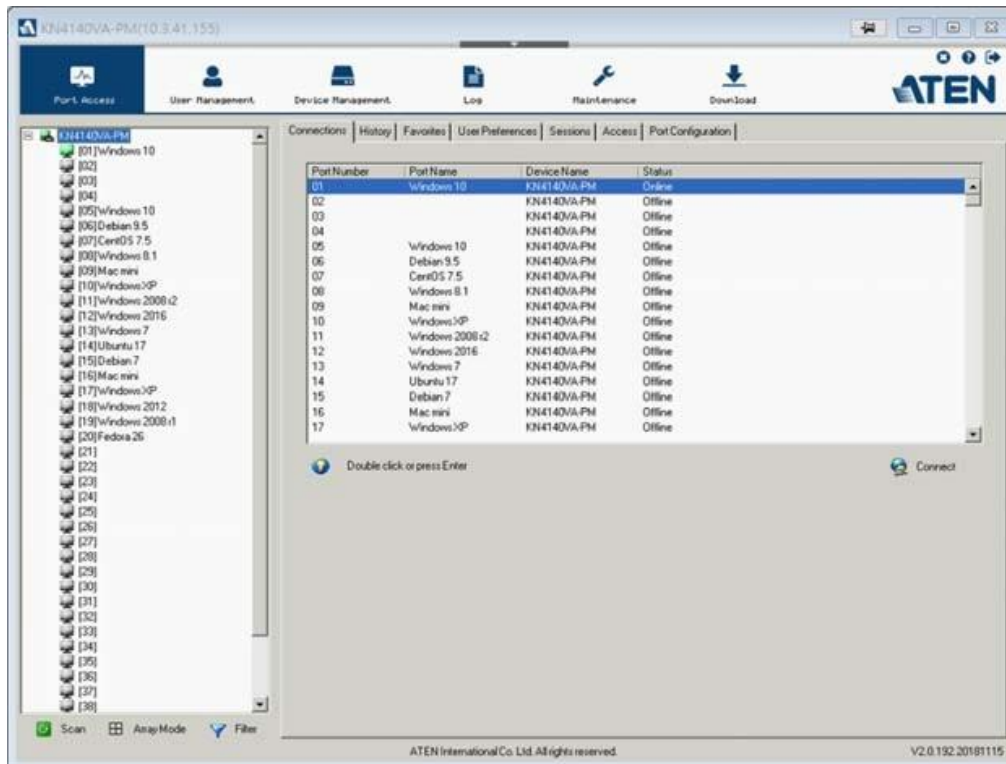 KN4140VA-PM(10.3.41.155)
Port Access
User Management
Device Management
Log
Maintenance
Download
ATEN
KN4140VA-PM
[01]Windows 10
[02]
[03]
[04]
[05]Windows 10
[06]Debian 9.5
[07]CentOS 7.5
[08]Windows 8.1
[09]Mac mini
[10]WindowsXP
[11]Windows 2008 r2
[12]Windows 2016
[13]Windows 7
[14]Ubuntu 17
[15]Debian 7
[16]Mac mini
[17]WindowsXP
[18]Windows 2012
[19]Windows 2008 r1
[20]Fedora 26
[21]
[22]
[23]
[24]
[25]
[26]
[27]
[28]
[29]
[30]
[31]
[32]
[33]
[34]
[35]
[36]
[37]
[38]
Scan
Array Mode
Filter
Connections History Favorites User Preferences Sessions Access Port Configuration
Port Number Port Name Device Name Status
01 Windows 10 KN4140VA-PM Online
02 KN4140VA-PM Offline
03 KN4140VA-PM Offline
04 KN4140VA-PM Offline
05 Windows 10 KN4140VA-PM Offline
06 Debian 9.5 KN4140VA-PM Offline
07 CentOS 7.5 KN4140VA-PM Offline
08 Windows 8.1 KN4140VA-PM Offline
09 Mac mini KN4140VA-PM Offline
10 WindowsXP KN4140VA-PM Offline
11 Windows 2008 r2 KN4140VA-PM Offline
12 Windows 2016 KN4140VA-PM Offline
13 Windows 7 KN4140VA-PM Offline
14 Ubuntu 17 KN4140VA-PM Offline
15 Debian 7 KN4140VA-PM Offline
16 Mac mini KN4140VA-PM Offline
17 WindowsXP KN4140VA-PM Offline
Double click or press Enter
Connect
ATEN International Co. Ltd. All rights reserved.
V2.0.192.20181115